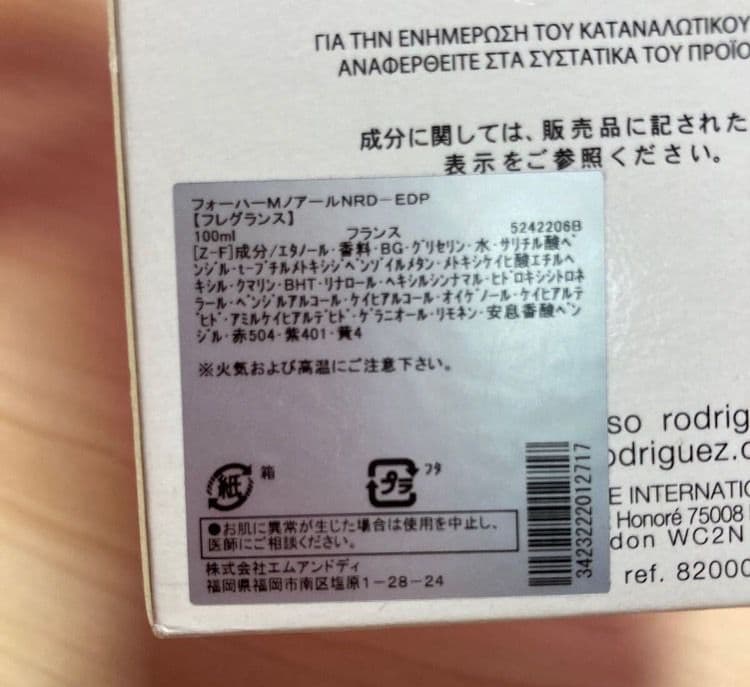 ΓΙΑ ΤΗΝ ΕΝΗΜΕΡΩΣΗ ΤΟΥ ΚΑΤΑΝΑΛΩΤΙΚΟΥ
ΑΝΑΦΕΡΘΕΙΤΕ ΣΤΑ ΣΥΣΤΑΤΙΚΑ ΤΟΥ ΠΡΟΪΟ
成分に関しては、販売品に記された
表示をご参照ください。
フォーハーMノアールNRD-EDP
【フレグランス】
100ml フランス 5242206B
[Z-F]成分/エタノール・香料・BG・グリセリン・水・サリチル酸ベ
ンジル・t-ブチルメトキシジベンゾイルメタン・メトキシケイヒ酸エチルヘ
キシル・クマリン・BHT・リナロール・ヘキシルシンナマル・ヒドロキシシトロネ
ラール・ベンジルアルコール・ケイヒアルコール・オイゲノール・ケイヒアルデ
ヒド・アミルケイヒアルデヒド・ゲラニオール・リモネン・安息香酸ベン
ジル・赤504・紫401・黄4
※火気および高温にご注意下さい。
紙 箱
プラ フタ
●お肌に異常が生じた場合は使用を中止し、
医師にご相談ください。
株式会社エムアンドディ
福岡県福岡市南区塩原1-28-24
3423222012717
so rodrig
odriguez.c
E INTERNATIO
Honoré 75008
don WC2N
ref. 82000